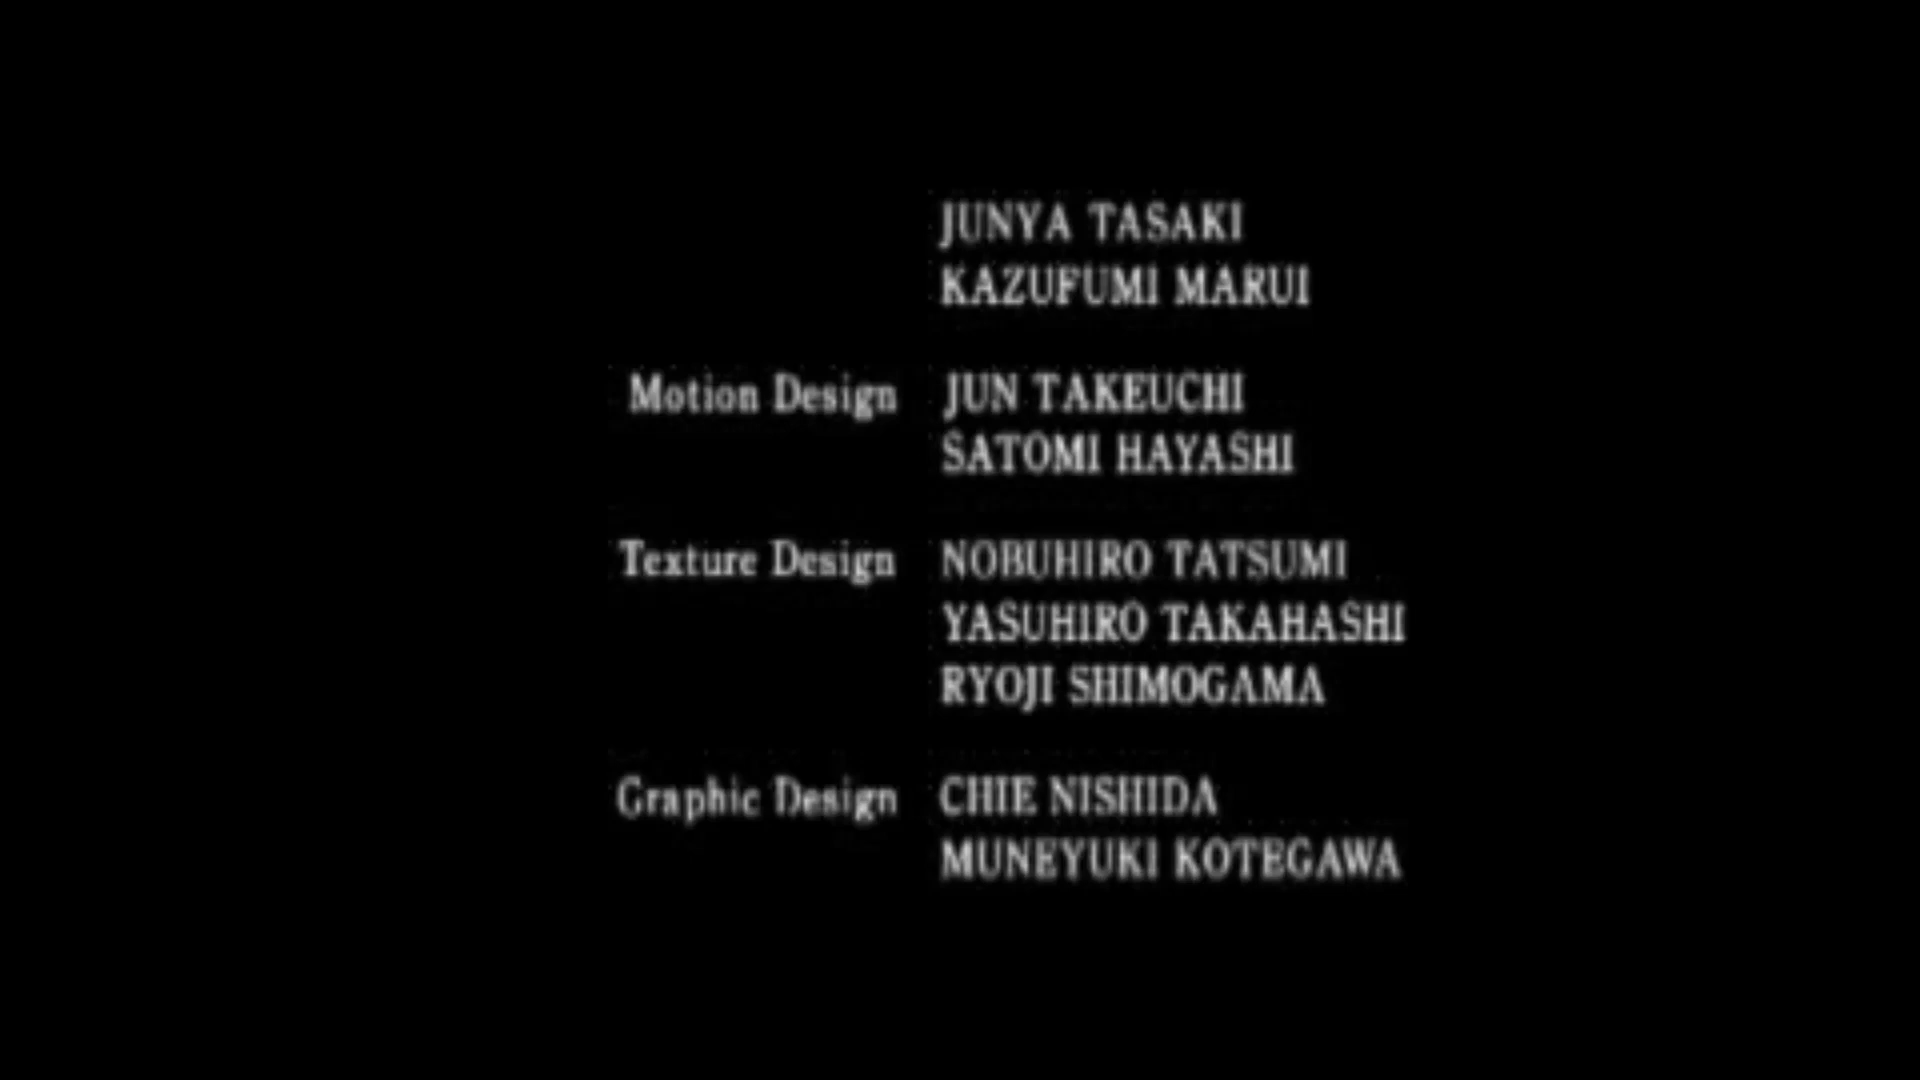 JUNYA TASAKI
KAZUFUMI MARUI
Motion Design JUN TAKEUCHI
SATOMI HAYASHI
Texture Design NOBUHIRO TATSUMI
YASUHIRO TAKAHASHI
RYOJI SHIMOGAMA
Graphic Design CHIE NISHIDA
MUNEYUKI KOTEGAWA